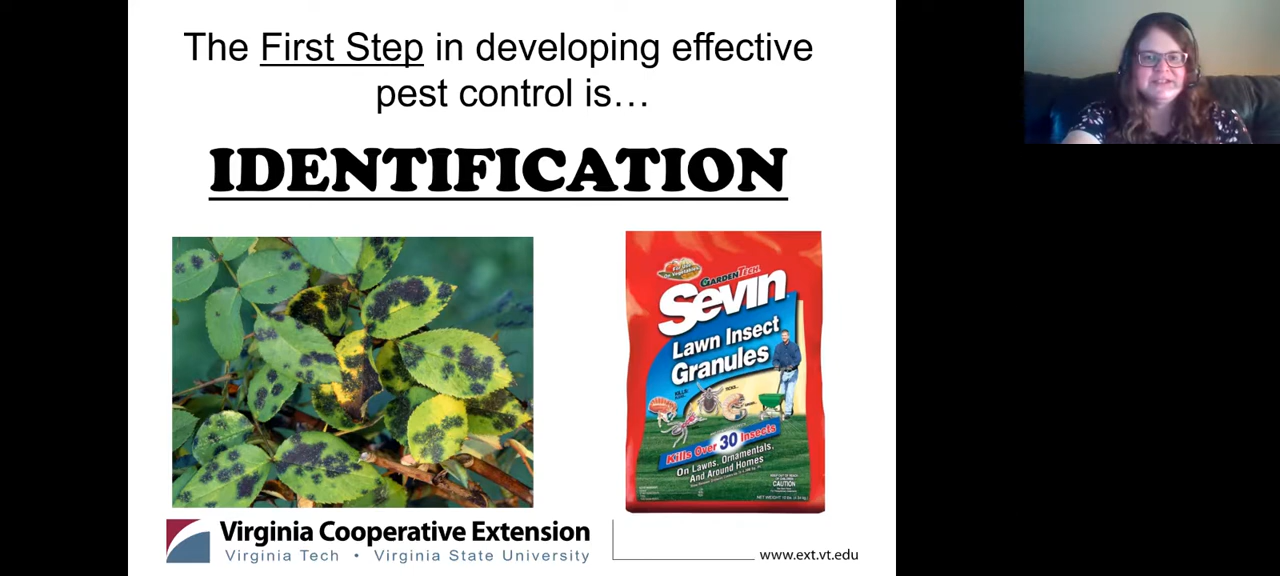 The First Step in developing effective
pest control is…
IDENTIFICATION
GARDENTECH
Sevin
Lawn Insect
Granules
Kills Over 30 Insects
On Lawns, Ornamentals,
And Around Homes
CAUTION
Virginia Cooperative Extension
Virginia Tech • Virginia State University
www.ext.vt.edu